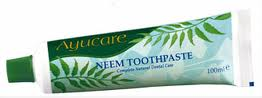 Ayucare
NEEM TOOTHPASTE
Complete Natural Dental Care
100ml e